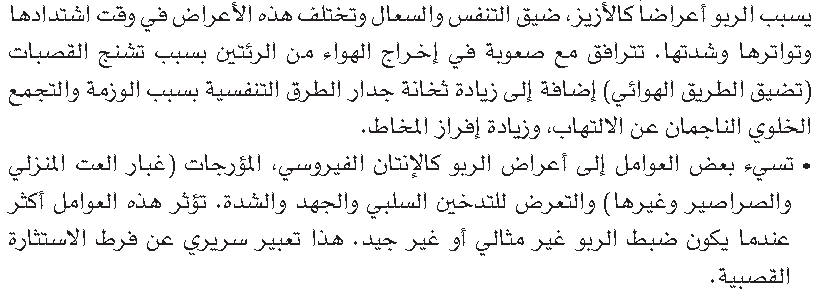 يسبب الربو أعراضاً كالأزيز، ضيق التنفس والسعال وتختلف هذه الأعراض في وقت اشتدادها
وتواترها وشدتها. تترافق مع صعوبة في إخراج الهواء من الرئتين بسبب تشنج القصبات
(تضيق الطريق الهوائي) إضافة إلى زيادة ثخانة جدار الطرق التنفسية بسبب الوزمة والتجمع
الخلوي الناجمان عن الالتهاب، وزيادة إفراز المخاط.
• تسيء بعض العوامل إلى أعراض الربو كالإنتان الفيروسي، المؤرجات (غبار العت المنزلي
والصراصير وغيرها) والتعرض للتدخين السلبي والجهد والشدة. تؤثر هذه العوامل أكثر
عندما يكون ضبط الربو غير مثالي أو غير جيد. هذا تعبير سريري عن فرط الاستثارة
القصبية.